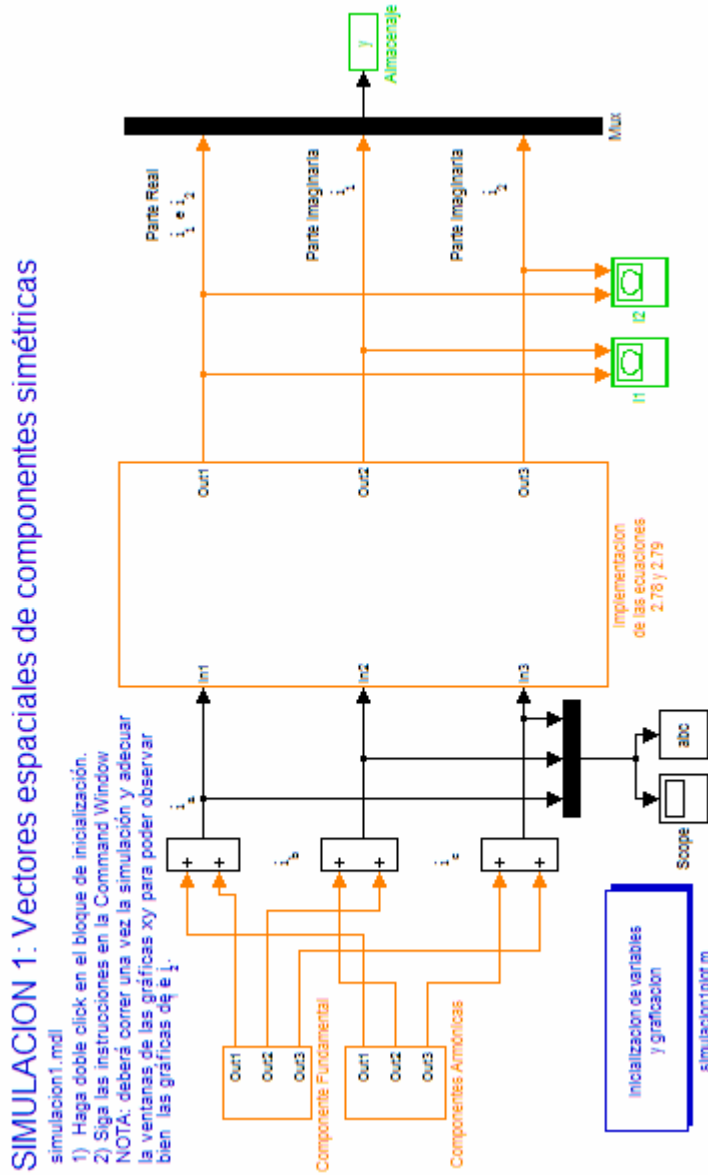 SIMULACION 1: Vectores espaciales de componentes simétricas
simulacion1.mdl
1) Haga doble click en el bloque de inicialización.
2) Siga las instrucciones en la Command Window
NOTA: deberá correr una vez la simulación y adecuar
la ventanas de las gráficas xy para poder observar
bien las gráficas de i1 e i2.
Out1
Out2
Out3
Componente Fundamental
Out1
Out2
Out3
Componentes Armónicas
+
+
i a
+
+
i b
+
+
i c
In1
In2
In3
Out1
Out2
Out3
Implementacion
de las ecuaciones
2.78 y 2.79
Parte Real
i1 e i2
Parte Imaginaria
i1
Parte Imaginaria
i2
Mux
y
Almacenaje
I1
I2
Scope
abc
Inicializacion de variables
y graficacion
simulacion1plot.m